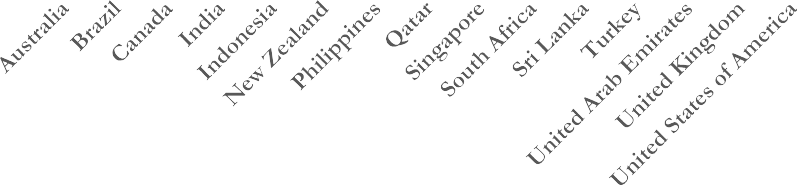 Australia
Brazil
Canada
India
Indonesia
New Zealand
Philippines
Qatar
Singapore
South Africa
Sri Lanka
Turkey
United Arab Emirates
United Kingdom
United States of America